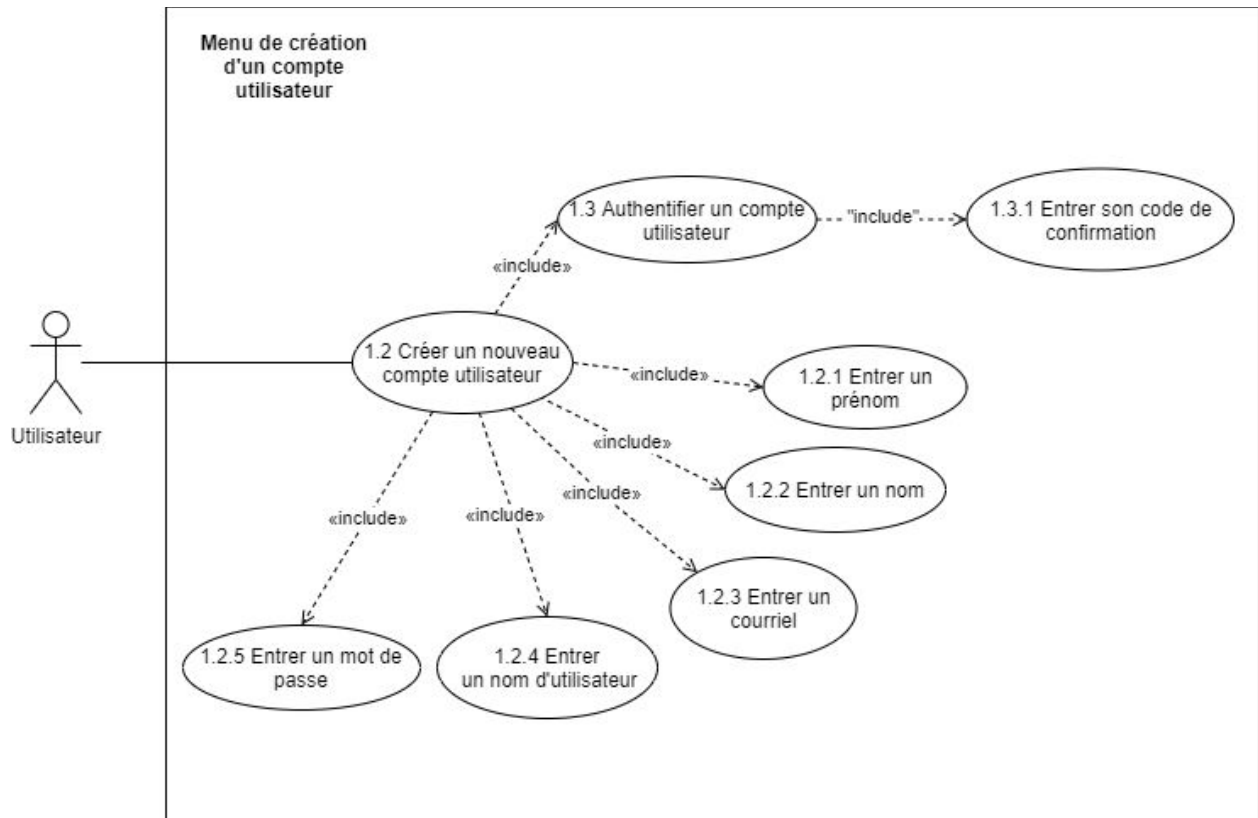 Menu de création
d'un compte
utilisateur
1.3 Authentifier un compte
utilisateur
"include"
1.3.1 Entrer son code de
confirmation
«include»
Utilisateur
1.2 Créer un nouveau
compte utilisateur
«include»
1.2.1 Entrer un
prénom
«include»
1.2.2 Entrer un nom
«include»
1.2.3 Entrer un
courriel
«include»
1.2.4 Entrer
un nom d'utilisateur
«include»
1.2.5 Entrer un mot de
passe